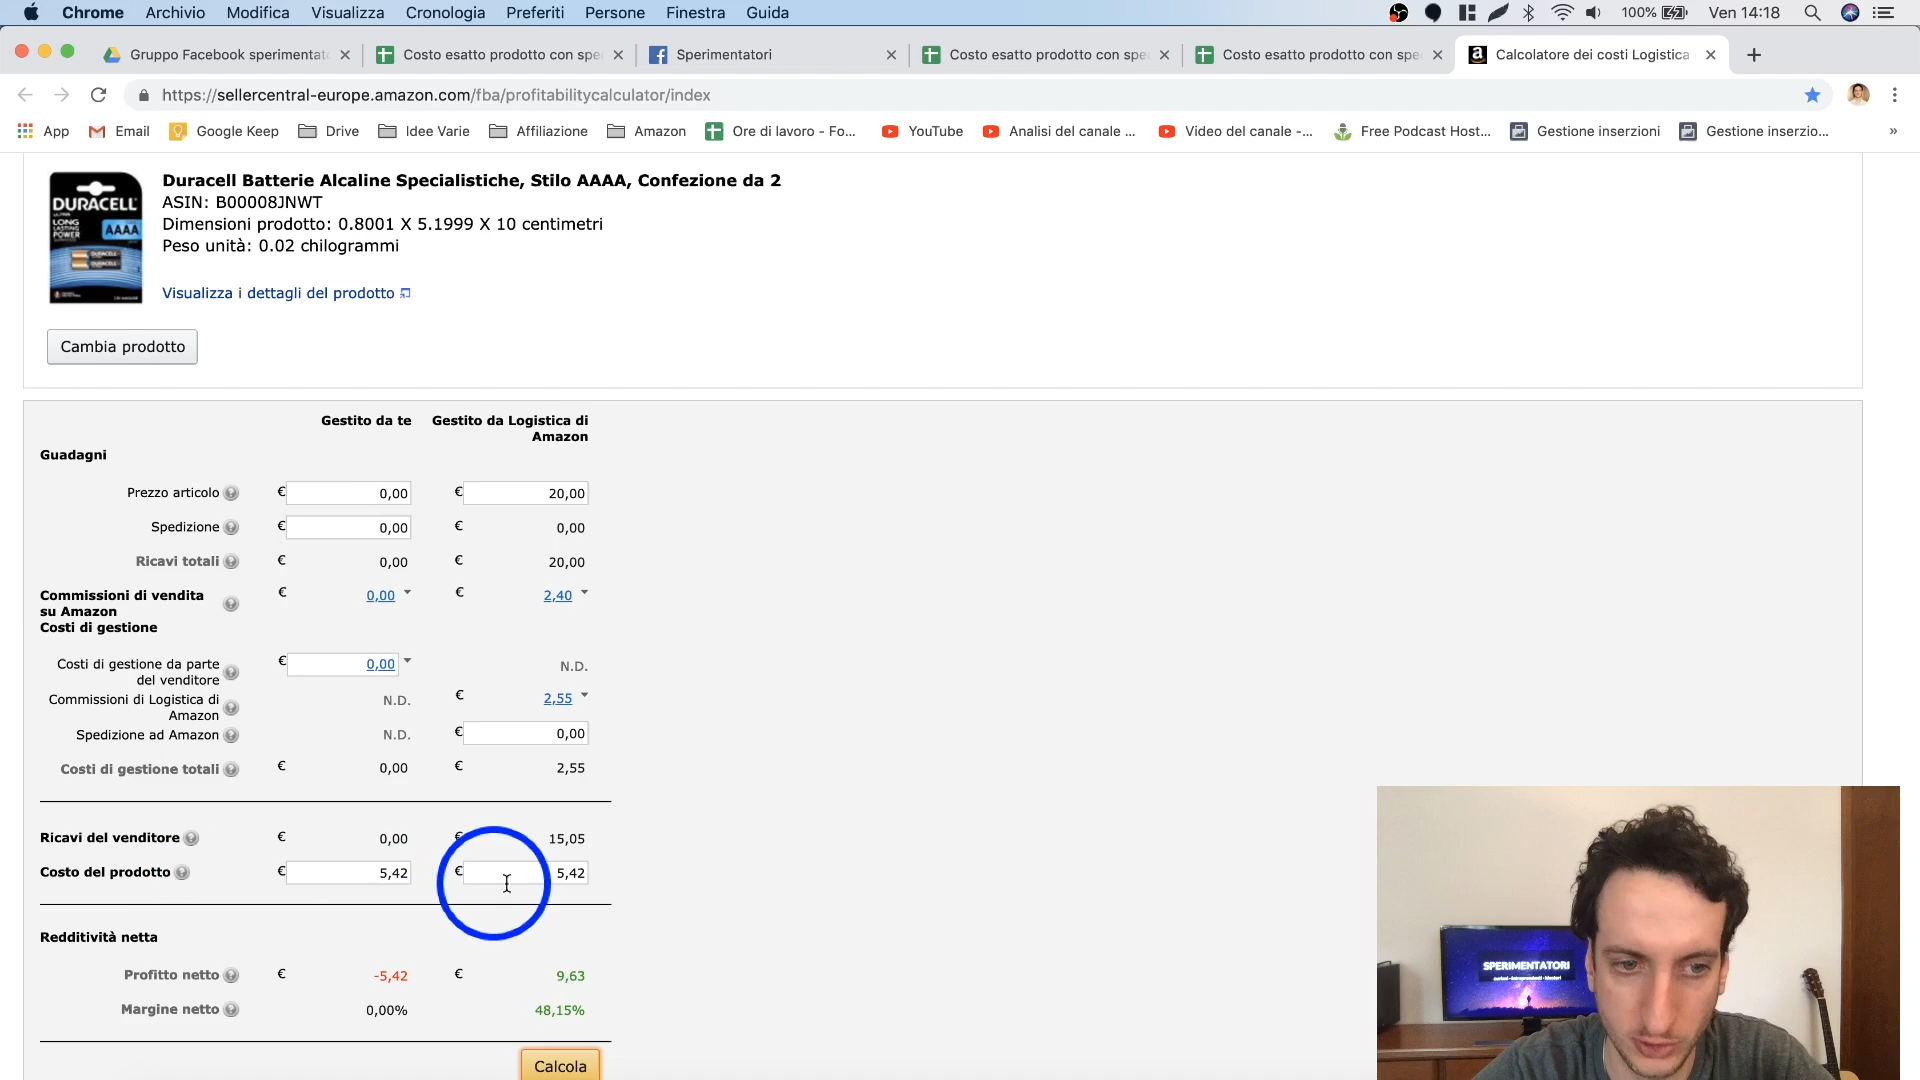 Chrome Archivio Modifica Visualizza Cronologia Preferiti Persone Finestra Guida 100% Ven 14:18
Gruppo Facebook sperimentato Costo esatto prodotto con spe Sperimentatori Costo esatto prodotto con spe Costo esatto prodotto con spe Calcolatore dei costi Logistica
https://sellercentral-europe.amazon.com/fba/profitabilitycalculator/index
App Email Google Keep Drive Idee Varie Affiliazione Amazon Ore di lavoro - Fo... YouTube Analisi del canale ... Video del canale -... Free Podcast Host... Gestione inserzioni Gestione inserzio... »
DURACELL
LONG LASTING POWER
AAAA
Duracell Batterie Alcaline Specialistiche, Stilo AAAA, Confezione da 2
ASIN: B00008JNWT
Dimensioni prodotto: 0.8001 X 5.1999 X 10 centimetri
Peso unità: 0.02 chilogrammi
Visualizza i dettagli del prodotto
Cambia prodotto
Gestito da te Gestito da Logistica di
Amazon
Guadagni
Prezzo articolo € 0,00 € 20,00
Spedizione € 0,00 € 0,00
Ricavi totali € 0,00 € 20,00
Commissioni di vendita
su Amazon € 0,00 € 2,40
Costi di gestione
Costi di gestione da parte
del venditore € 0,00 N.D.
Commissioni di Logistica di
Amazon N.D. € 2,55
Spedizione ad Amazon N.D. € 0,00
Costi di gestione totali € 0,00 € 2,55
Ricavi del venditore € 0,00 € 15,05
Costo del prodotto € 5,42 € 5,42
Redditività netta
Profitto netto € -5,42 € 9,63
Margine netto 0,00% 48,15%
Calcola
SPERIMENTATORI